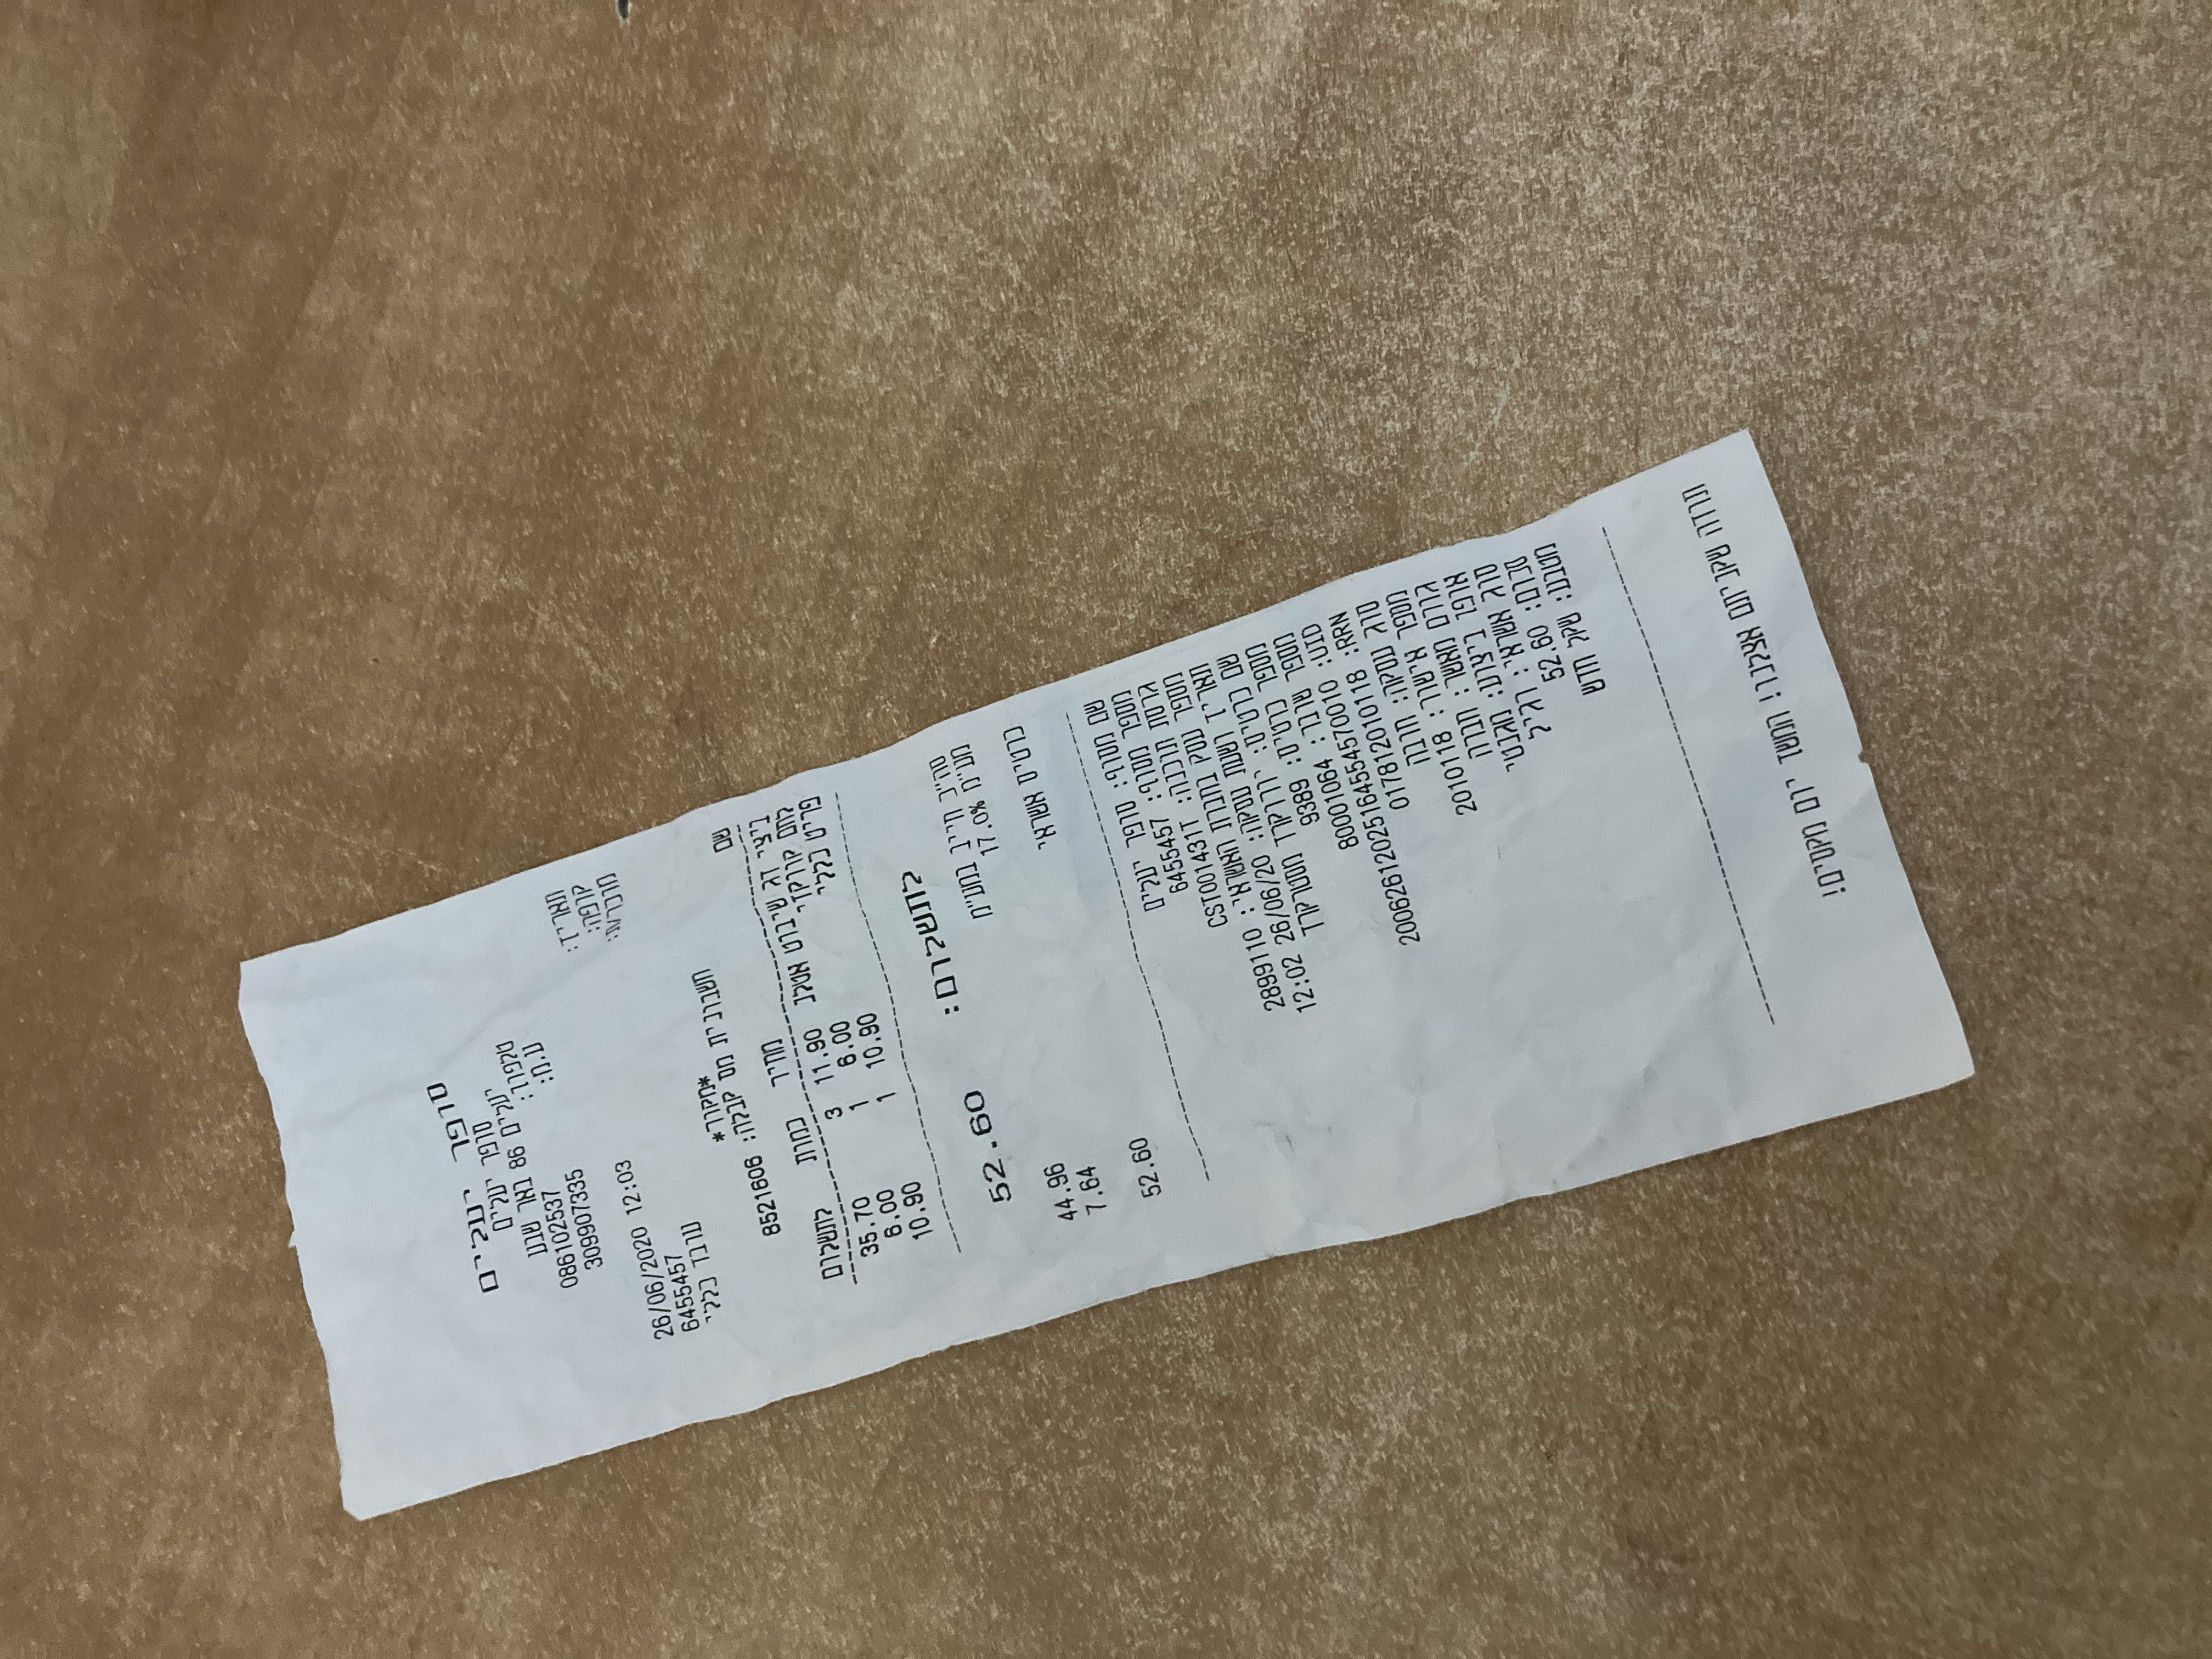 סופר יעלים
סופר יעלים
יעלים 86 באר שבע
טלפון: 086102537
ע.מ: 309907335
תאריך: 26/06/2020 12:03
קופה: 6455457
מוכר/ת: עובד כללי
*מקור*
חשבונית מס קבלה: 8521606
שם מחיר כמות לתשלום
ביצי דג שיבוט אטלנ 11.90 3 35.70
לחם קווקזי 6.00 1 6.00
פריט כללי 10.90 1 10.90
לתשלום: 52.60
סה"כ חייב במע"מ 44.96
מע"מ 17.0% 7.64
כרטיס אשראי 52.60
שם מסוף: סופר יעלים
מספר מסוף: 6455457
גרסת תוכנה: CST001431T
מספר עסק בחברת האשראי: 2899110
תאריך ושעת עסקה: 26/06/20 12:02
שם כרטיס: יורוקרד מסטרקרד
מספר כרטיס: 9389
מספר שובר: 80001064
UID: 20062612025164554570010
RRN: 017812010118
סוג עסקה: חובה
מספר אישור: 2010118
גורם מאשר: חברה
אופן ביצוע: מגנטי
סוג אשראי: רגיל
סכום: 52.60
מטבע: שקל חדש
תודה שקניתם אצלנו! המשך יום מקסים!